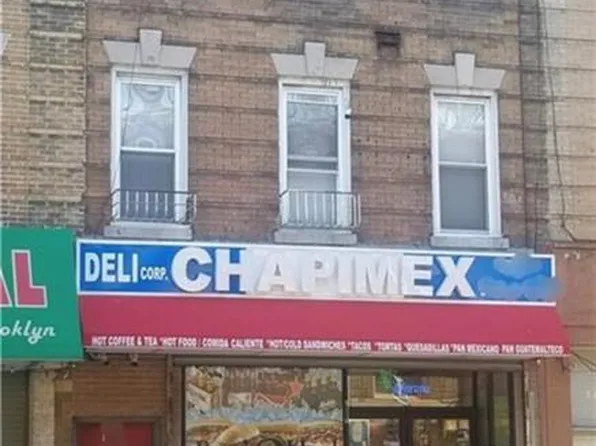 DELI CORP. CHAPIMEX
HOT COFFEE & TEA *HOT FOOD / COMIDA CALIENTE *HOT/COLD SANDWICHES *TACOS *TORTAS *QUESADILLAS *PAN MEXICANO PAN GUATEMALTECO
AL
oklyn